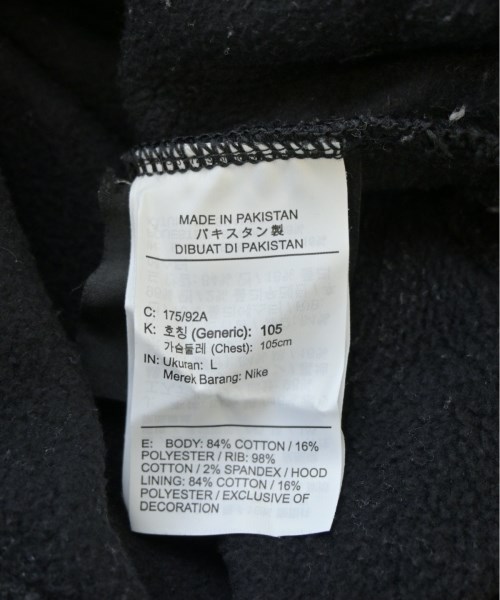 MADE IN PAKISTAN
パキスタン製
DIBUAT DI PAKISTAN
C: 175/92A
K: 호칭 (Generic): 105
가슴둘레 (Chest): 105cm
IN: Ukuran: L
Merek Barang: Nike
E: BODY: 84% COTTON / 16%
POLYESTER / RIB: 98%
COTTON / 2% SPANDEX / HOOD
LINING: 84% COTTON / 16%
POLYESTER / EXCLUSIVE OF
DECORATION